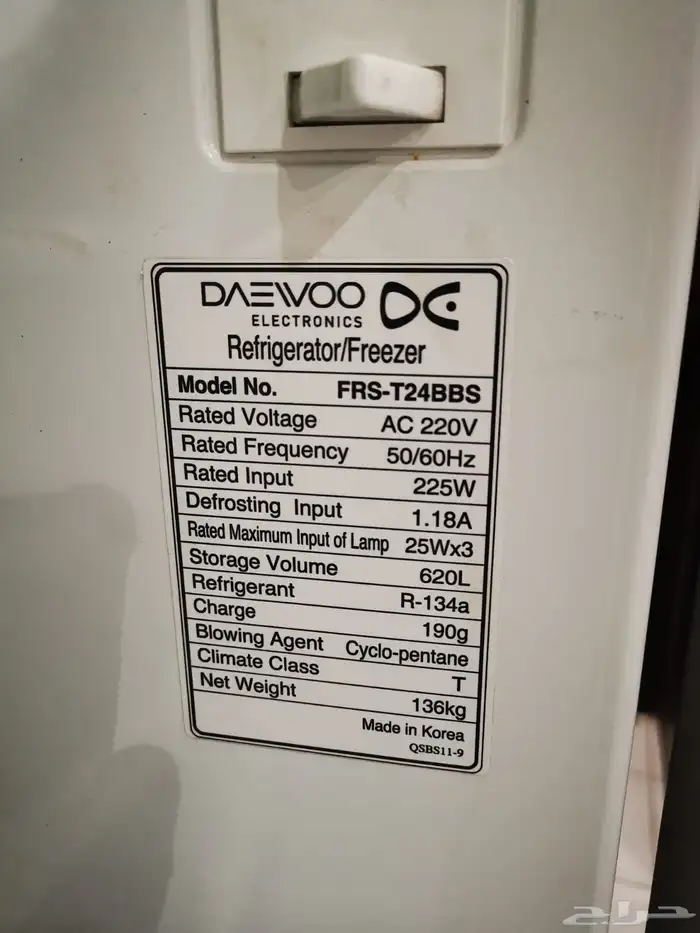 DAEWOO
ELECTRONICS
Refrigerator/Freezer
Model No. FRS-T24BBS
Rated Voltage AC 220V
Rated Frequency 50/60Hz
Rated Input 225W
Defrosting Input 1.18A
Rated Maximum Input of Lamp 25Wx3
Storage Volume 620L
Refrigerant R-134a
Charge 190g
Blowing Agent Cyclo-pentane
Climate Class T
Net Weight 136kg
Made in Korea
QSBS11-9
حراج